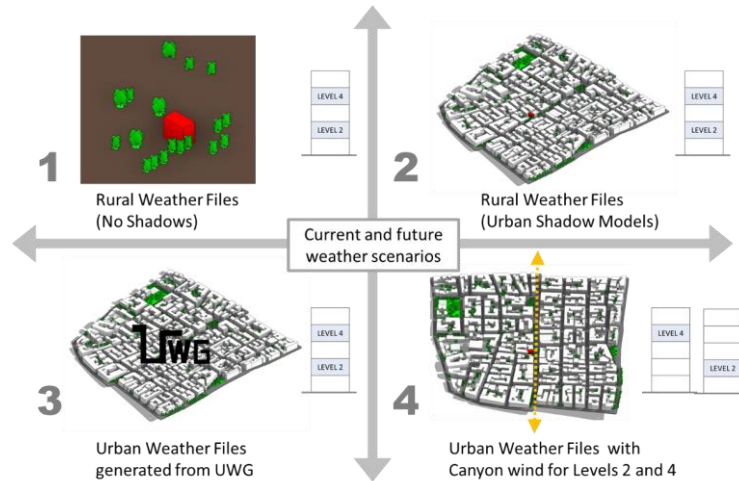 LEVEL 4
LEVEL 2
1
Rural Weather Files
(No Shadows)
LEVEL 4
LEVEL 2
2
Rural Weather Files
(Urban Shadow Models)
Current and future
weather scenarios
UWG
LEVEL 4
LEVEL 2
3
Urban Weather Files
generated from UWG
LEVEL 4
LEVEL 2
4
Urban Weather Files with
Canyon wind for Levels 2 and 4